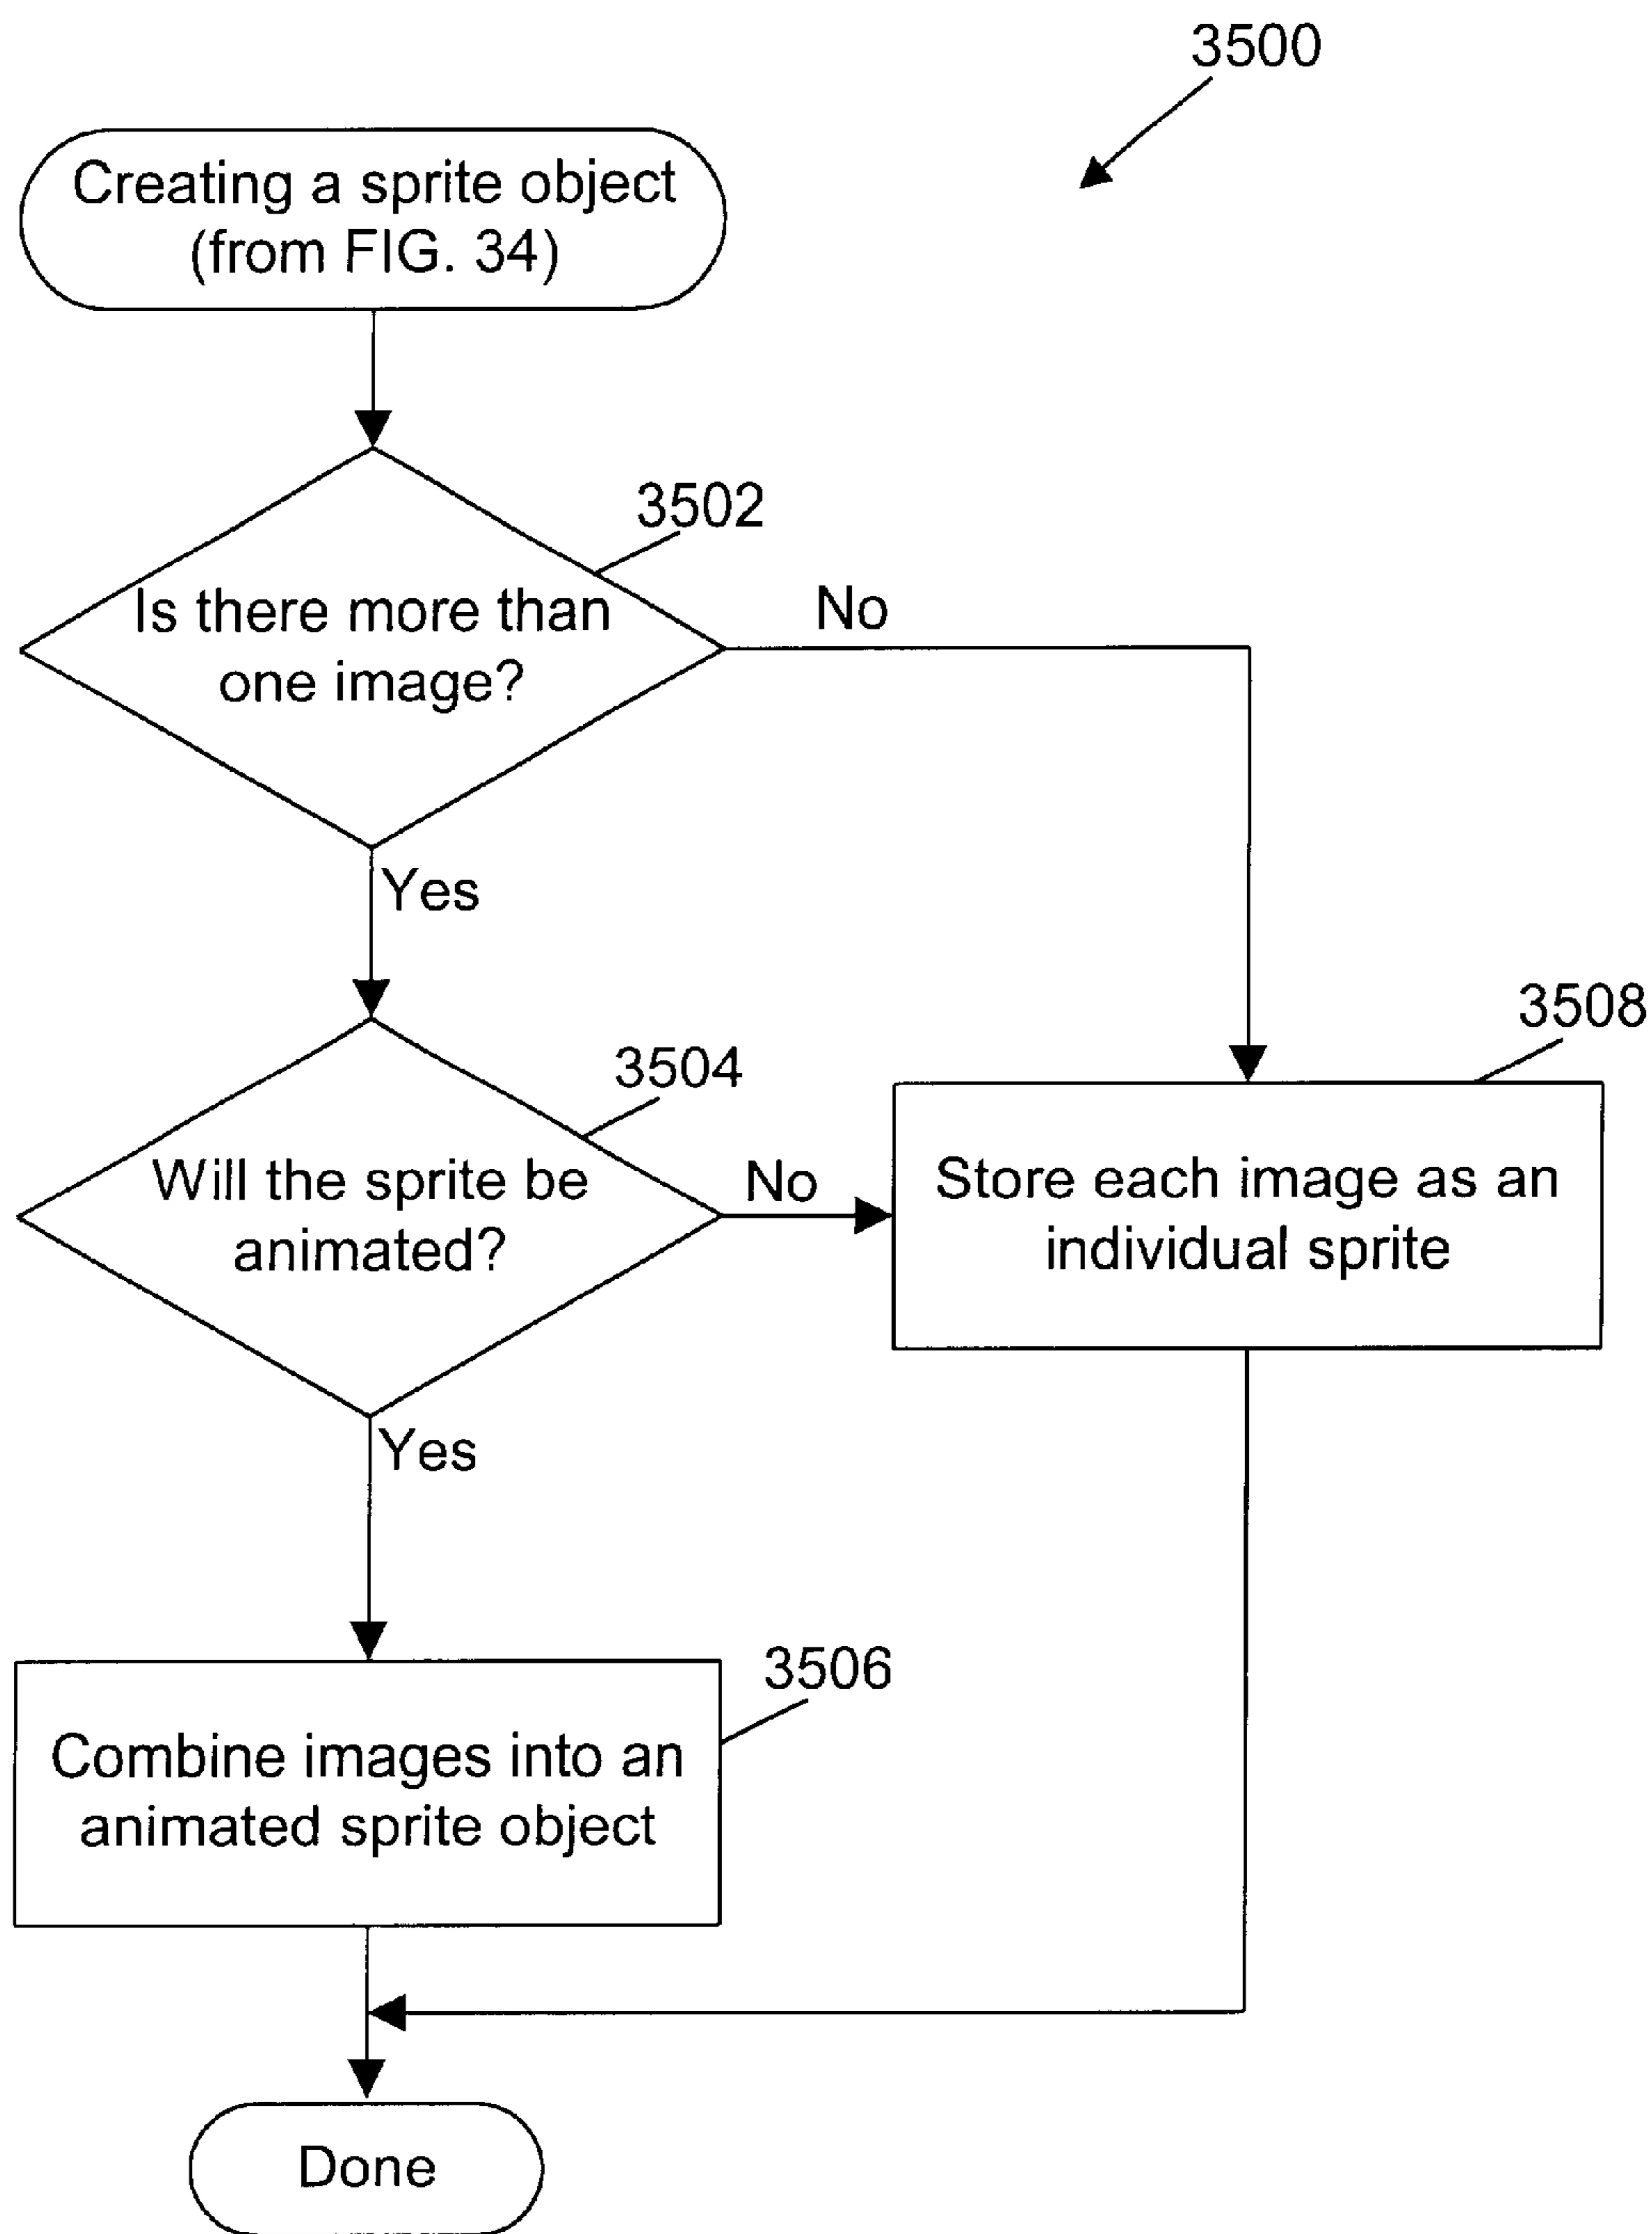 3500
Creating a sprite object
(from FIG. 34)
3502
Is there more than
one image?
No
Yes
3504
Will the sprite be
animated?
No
3508
Store each image as an
individual sprite
Yes
3506
Combine images into an
animated sprite object
Done